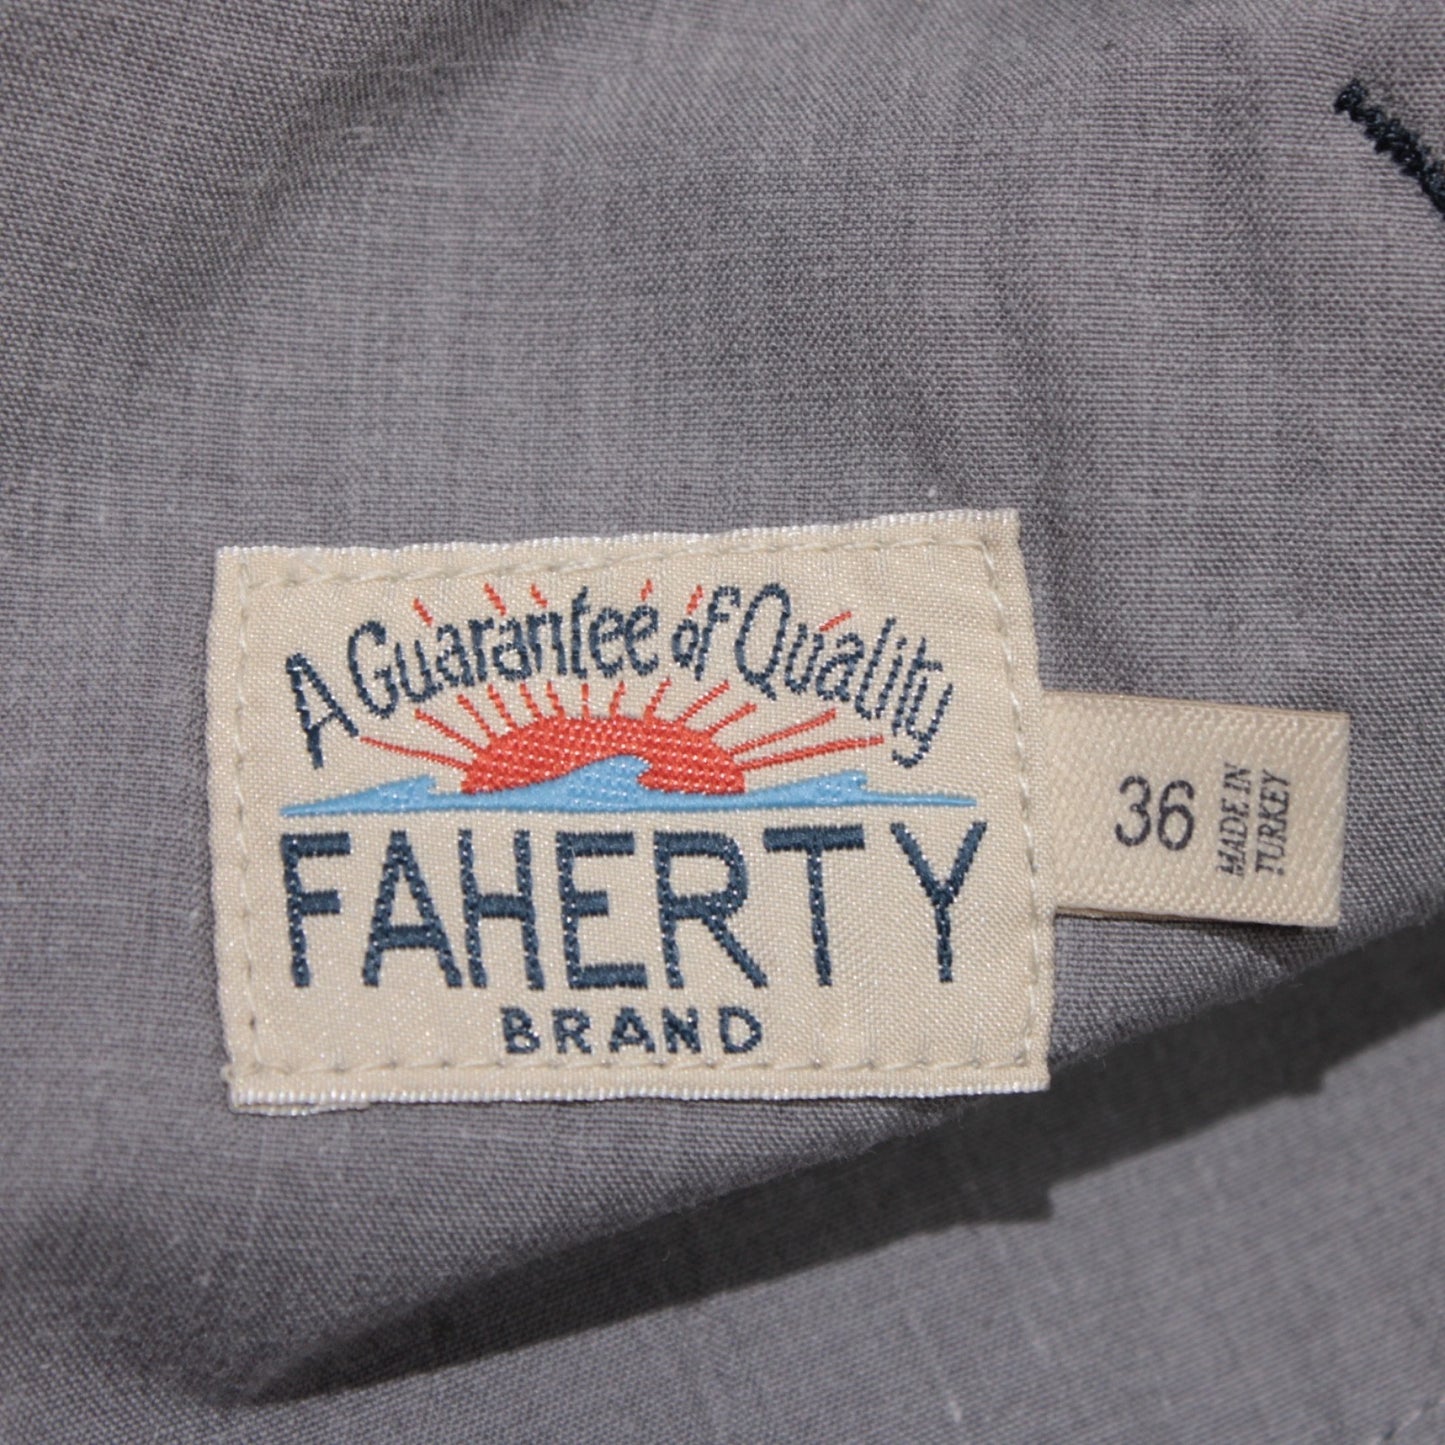 A Guarantee of Quality
FAHERTY
BRAND
36
MADE IN
TURKEY